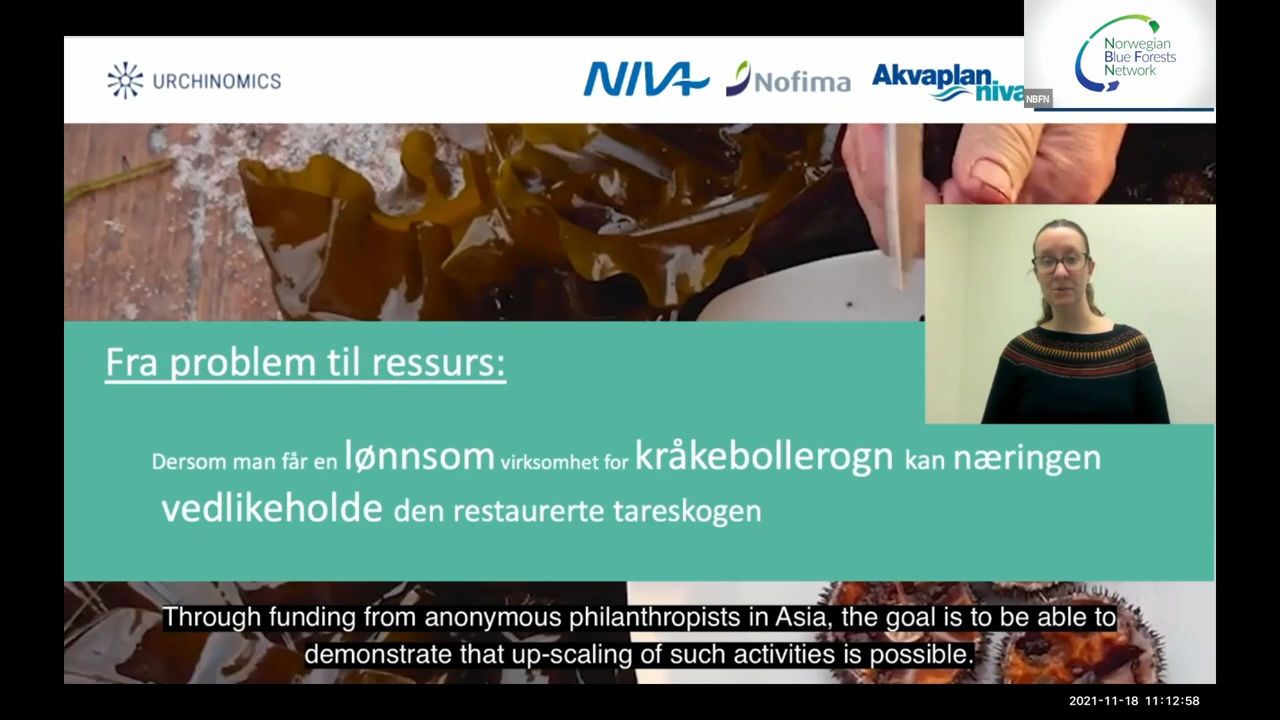 URCHINOMICS
NIVA
Nofima
Akvaplan
niva
Norwegian
Blue Forests
Network
NBFN
Fra problem til ressurs:
Dersom man får en lønnsom virksomhet for kråkebollerogn kan næringen
vedlikeholde den restaurerte tareskogen
Through funding from anonymous philanthropists in Asia, the goal is to be able to
demonstrate that up-scaling of such activities is possible.
2021-11-18 11:12:58